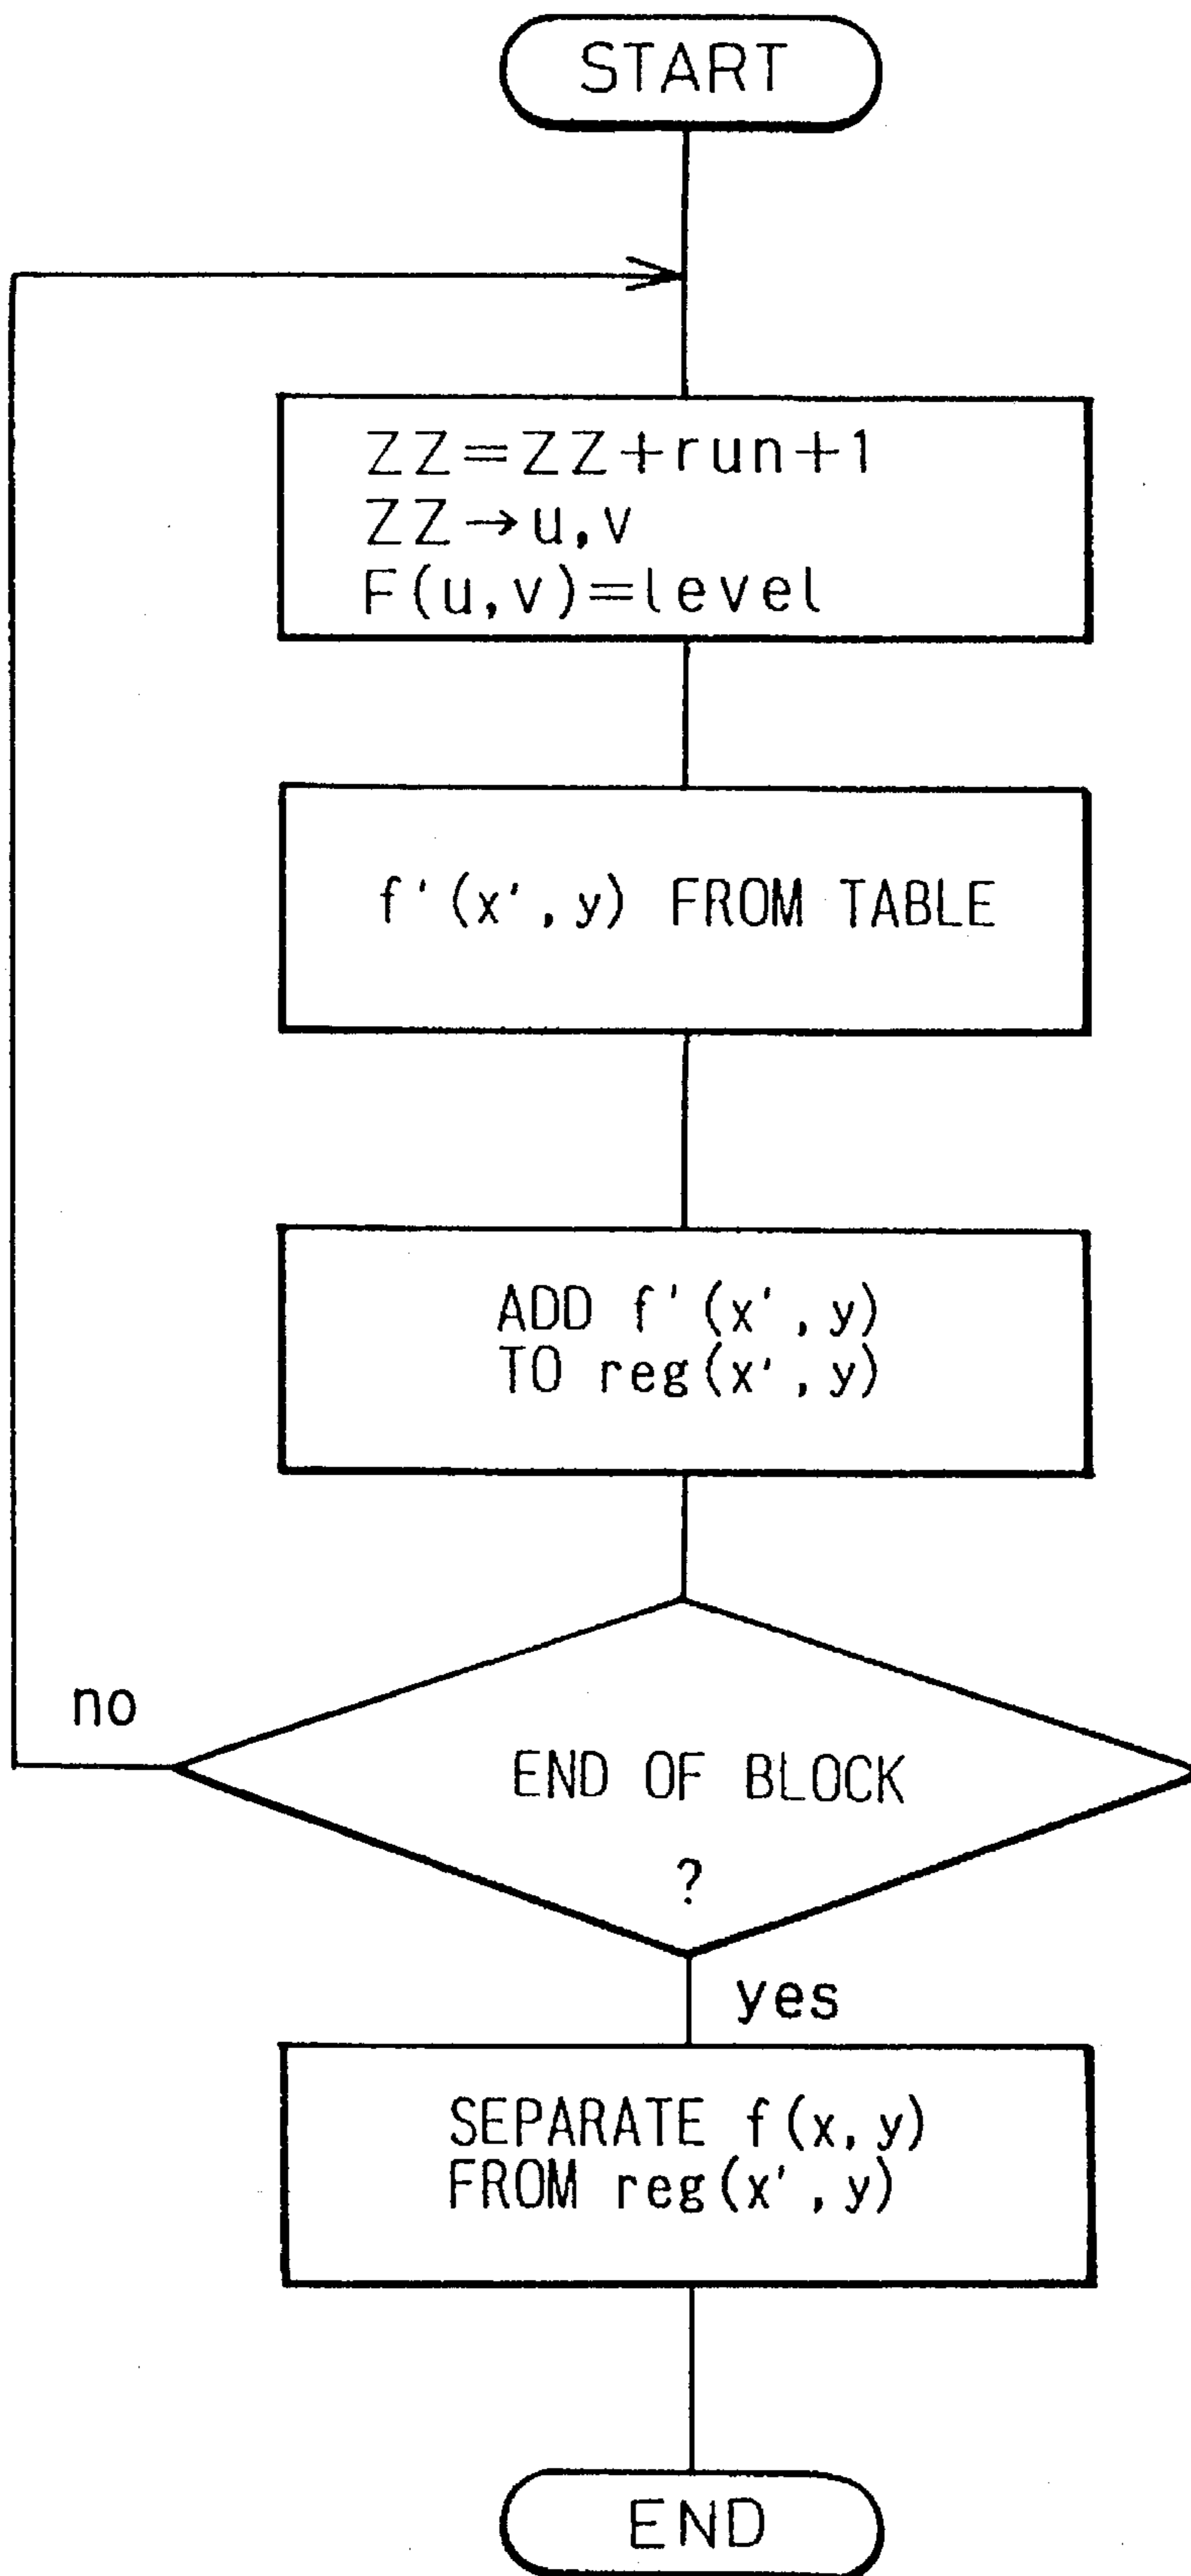 START
ZZ=ZZ+run+1
ZZ→u,v
F(u,v)=level
f'(x',y) FROM TABLE
ADD f'(x',y)
TO reg(x',y)
no
END OF BLOCK
?
yes
SEPARATE f(x,y)
FROM reg(x',y)
END